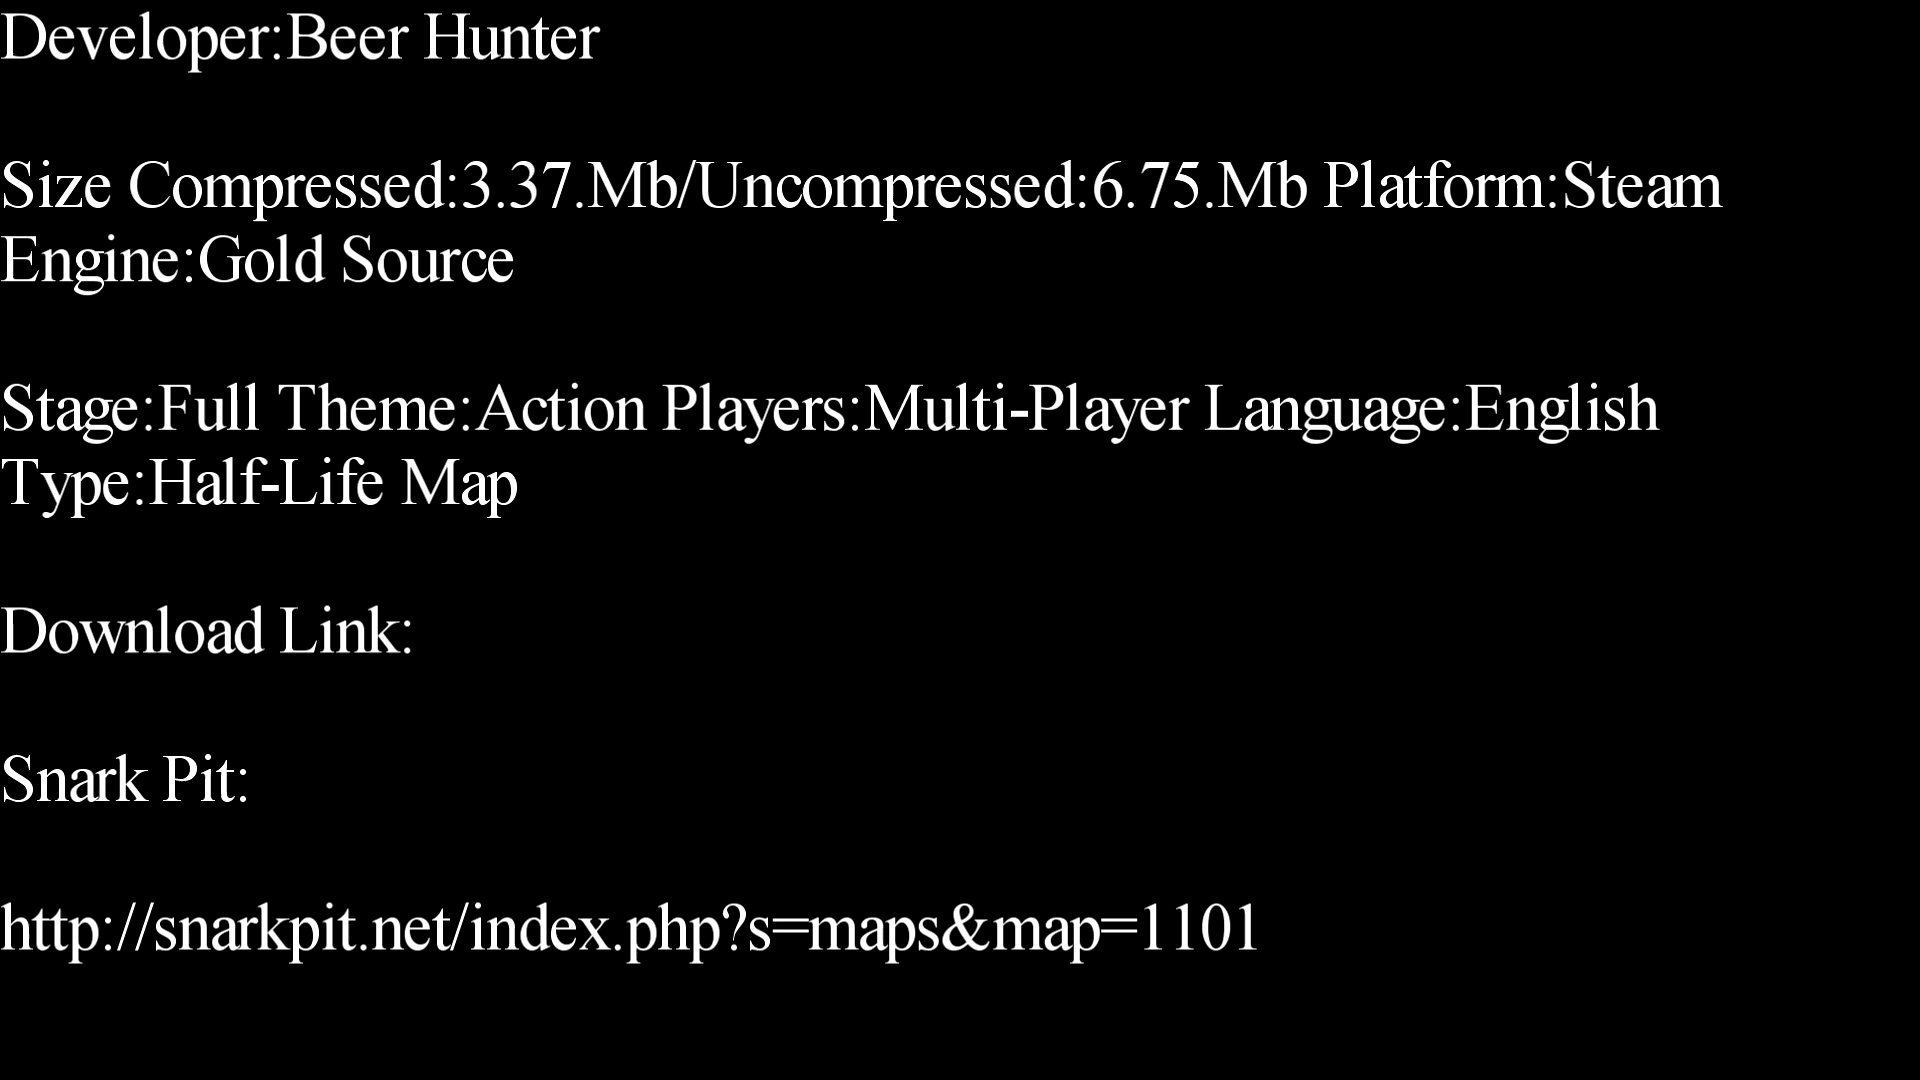 Developer:Beer Hunter
Size Compressed:3.37.Mb/Uncompressed:6.75.Mb Platform:Steam
Engine:Gold Source
Stage:Full Theme:Action Players:Multi-Player Language:English
Type:Half-Life Map
Download Link:
Snark Pit:
http://snarkpit.net/index.php?s=maps&map=1101